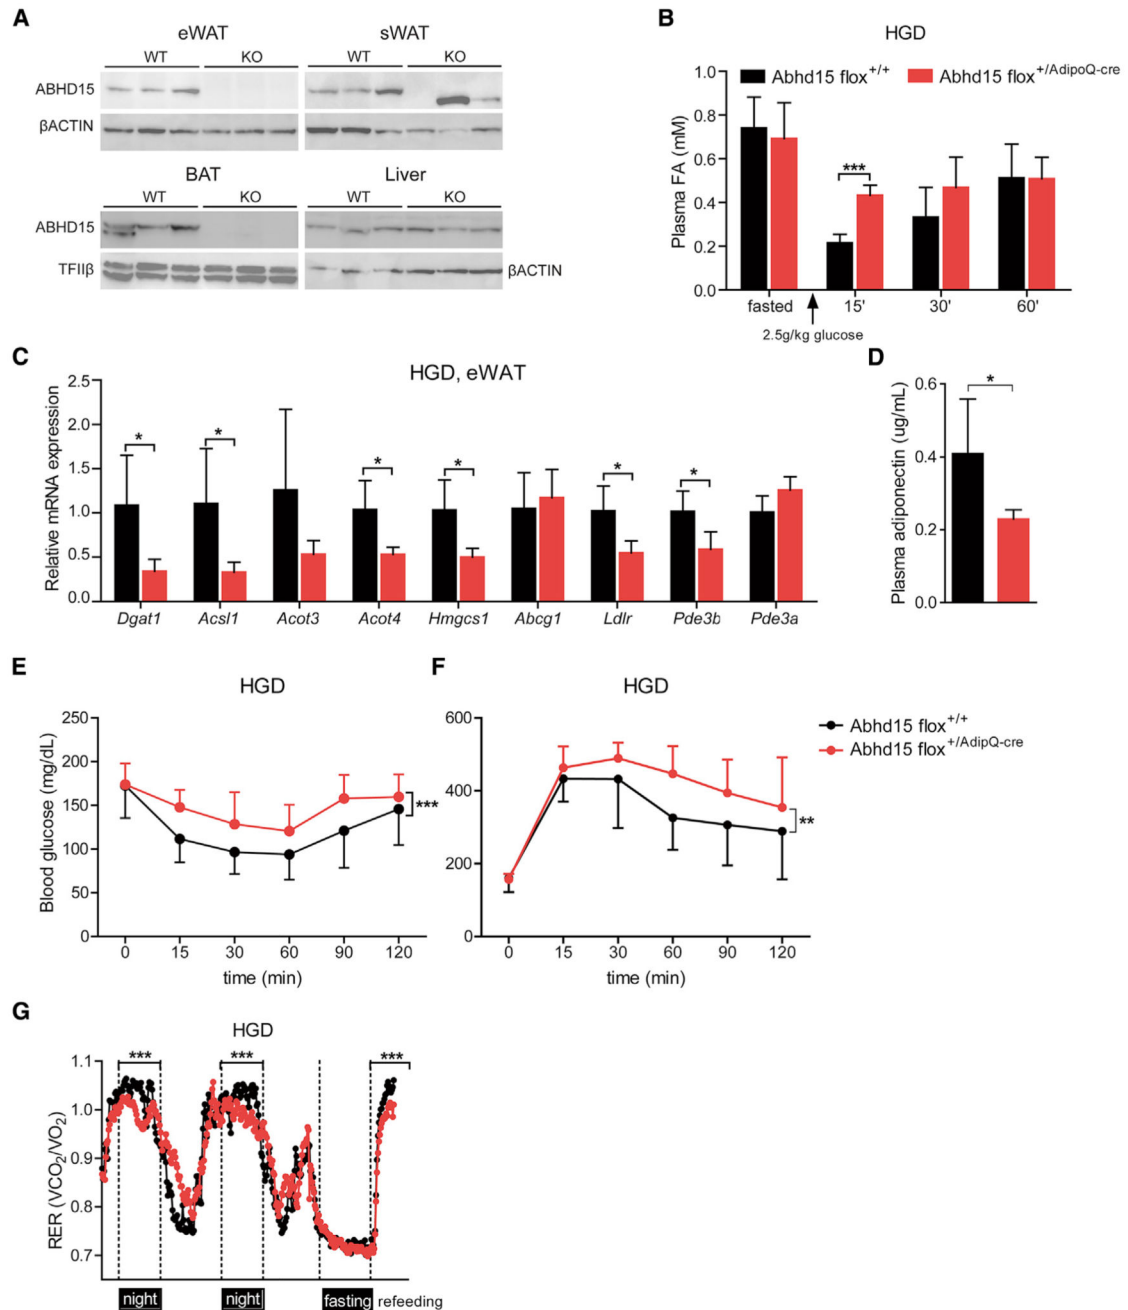 A
eWAT
sWAT
WT KO WT KO
ABHD15
βACTIN
BAT
Liver
WT KO WT KO
ABHD15
TFIIβ
βACTIN
B
HGD
Abhd15 flox+/+
Abhd15 flox+/AdipoQ-cre
Plasma FA (mM)
1.0
0.8
0.6
0.4
0.2
0.0
***
fasted 15' 30' 60'
2.5g/kg glucose
C
HGD, eWAT
Relative mRNA expression
2.5
2.0
1.5
1.0
0.5
0.0
* * * * * *
Dgat1 Acsl1 Acot3 Acot4 Hmgcs1 Abcg1 Ldlr Pde3b Pde3a
D
Plasma adiponectin (ug/mL)
0.6
0.4
0.2
0.0
*
E
HGD
Blood glucose (mg/dL)
250
200
150
100
50
0
***
0 15 30 60 90 120
time (min)
F
HGD
600
400
200
0
**
0 15 30 60 90 120
time (min)
Abhd15 flox+/+
Abhd15 flox+/AdipQ-cre
G
HGD
RER (VCO2/VO2)
1.1
1.0
0.9
0.8
0.7
*** *** ***
night night fasting refeeding